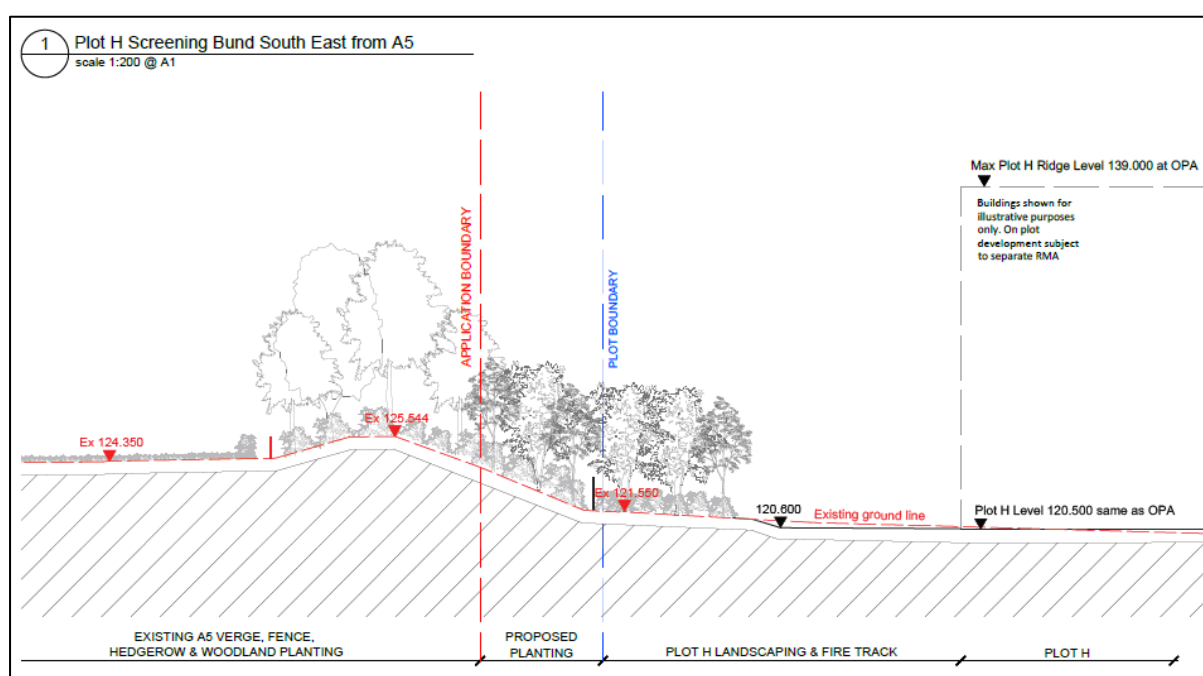 1
Plot H Screening Bund South East from A5
scale 1:200 @ A1
Max Plot H Ridge Level 139.000 at OPA
Buildings shown for
illustrative purposes
only. On plot
development subject
to separate RMA
APPLICATION BOUNDARY
PLOT BOUNDARY
Ex 124.350
Ex 125.544
Ex 121.550
120.600
Existing ground line
Plot H Level 120.500 same as OPA
EXISTING A5 VERGE, FENCE,
HEDGEROW & WOODLAND PLANTING
PROPOSED
PLANTING
PLOT H LANDSCAPING & FIRE TRACK
PLOT H